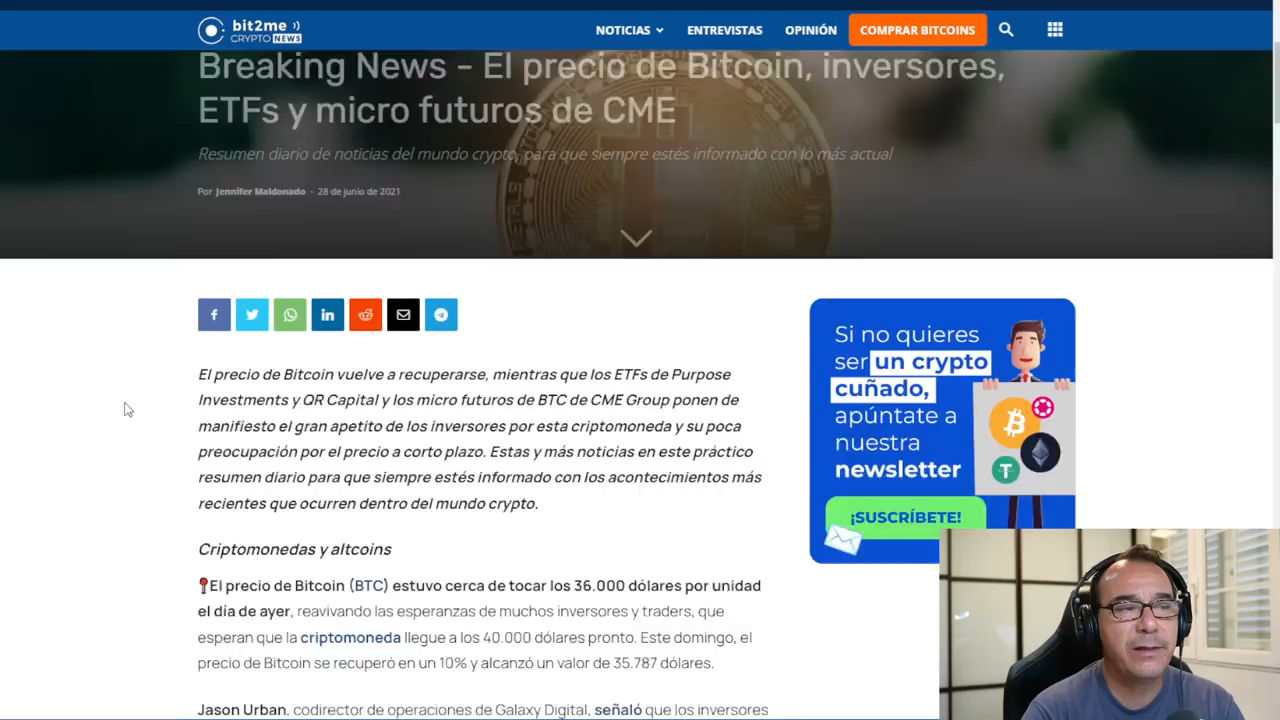 bit2me
CRYPTO NEWS
NOTICIAS
ENTREVISTAS
OPINIÓN
COMPRAR BITCOINS
Breaking News – El precio de Bitcoin, inversores,
ETFs y micro futuros de CME
Resumen diario de noticias del mundo crypto, para que siempre estés informado con lo más actual
Por Jennifer Maldonado - 28 de junio de 2021
El precio de Bitcoin vuelve a recuperarse, mientras que los ETFs de Purpose
Investments y QR Capital y los micro futuros de BTC de CME Group ponen de
manifiesto el gran apetito de los inversores por esta criptomoneda y su poca
preocupación por el precio a corto plazo. Estas y más noticias en este práctico
resumen diario para que siempre estés informado con los acontecimientos más
recientes que ocurren dentro del mundo crypto.
Criptomonedas y altcoins
El precio de Bitcoin (BTC) estuvo cerca de tocar los 36.000 dólares por unidad
el día de ayer, reavivando las esperanzas de muchos inversores y traders, que
esperan que la criptomoneda llegue a los 40.000 dólares pronto. Este domingo, el
precio de Bitcoin se recuperó en un 10% y alcanzó un valor de 35.787 dólares.
Jason Urban, codirector de operaciones de Galaxy Digital, señaló que los inversores
Si no quieres
ser un crypto
cuñado,
apúntate a
nuestra
newsletter
¡SUSCRÍBETE!